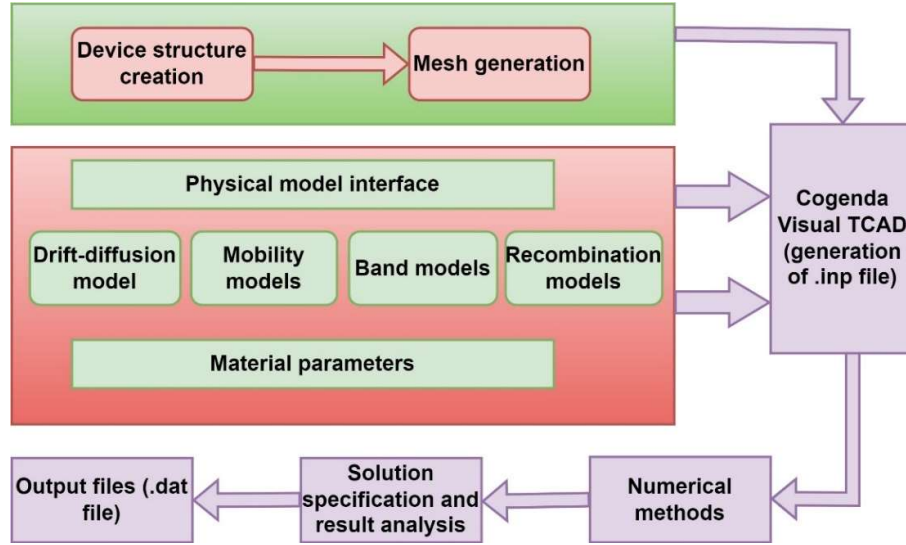 Device structure
creation
Mesh generation
Physical model interface
Drift-diffusion
model
Mobility
models
Band models
Recombination
models
Material parameters
Cogenda
Visual TCAD
(generation
of .inp file)
Output files (.dat
file)
Solution
specification and
result analysis
Numerical
methods